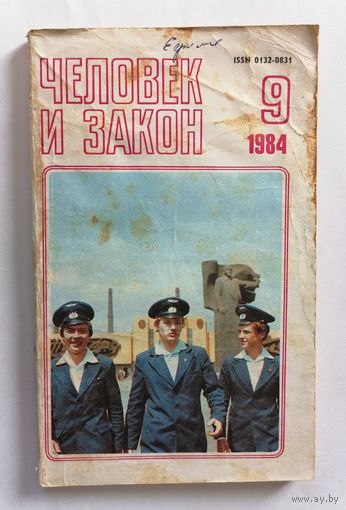 ISSN 0132-0831
ЧЕЛОВЕК
И ЗАКОН
9
1984
www.ay.by